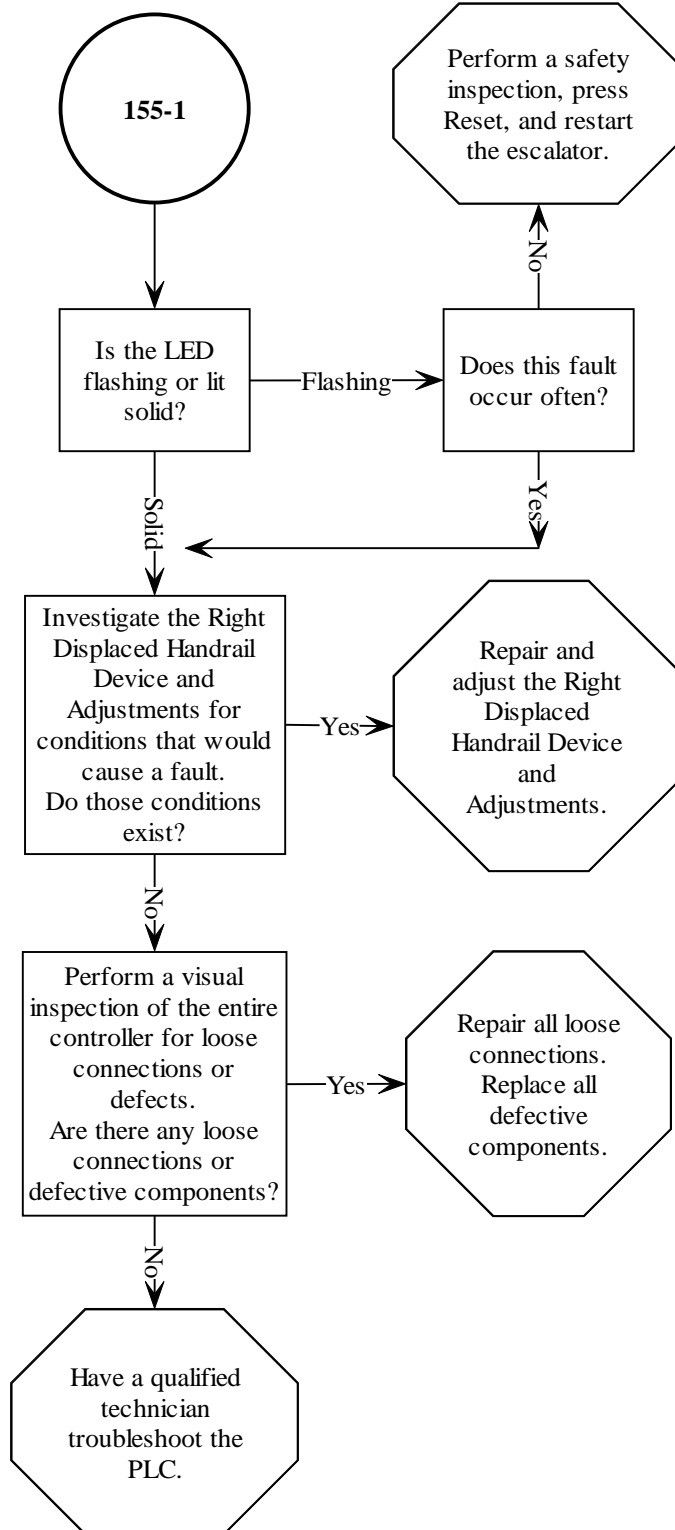 155-1
Perform a safety
inspection, press
Reset, and restart
the escalator.
No
Is the LED
flashing or lit
solid?
Flashing
Does this fault
occur often?
Solid
Yes
Investigate the Right
Displaced Handrail
Device and
Adjustments for
conditions that would
cause a fault.
Do those conditions
exist?
Yes
Repair and
adjust the Right
Displaced
Handrail Device
and
Adjustments.
No
Perform a visual
inspection of the entire
controller for loose
connections or
defects.
Are there any loose
connections or
defective components?
Yes
Repair all loose
connections.
Replace all
defective
components.
No
Have a qualified
technician
troubleshoot the
PLC.